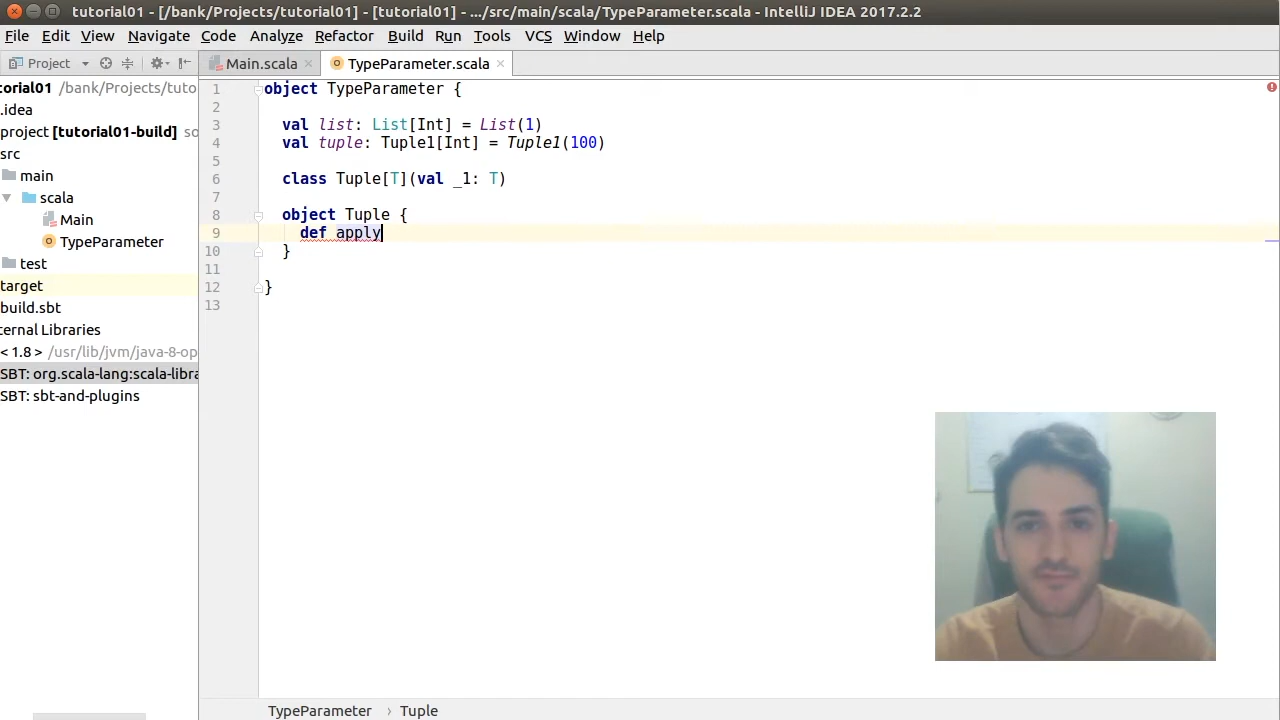 tutorial01 - [/bank/Projects/tutorial01] - [tutorial01] - .../src/main/scala/TypeParameter.scala - IntelliJ IDEA 2017.2.2
File Edit View Navigate Code Analyze Refactor Build Run Tools VCS Window Help
Project
Main.scala TypeParameter.scala
torial01 /bank/Projects/tuto
.idea
project [tutorial01-build] so
src
main
scala
Main
TypeParameter
test
target
build.sbt
ternal Libraries
< 1.8 > /usr/lib/jvm/java-8-op
SBT: org.scala-lang:scala-libra
SBT: sbt-and-plugins
1 object TypeParameter {
2
3 val list: List[Int] = List(1)
4 val tuple: Tuple1[Int] = Tuple1(100)
5
6 class Tuple[T](val _1: T)
7
8 object Tuple {
9 def apply
10 }
11
12 }
13
TypeParameter › Tuple